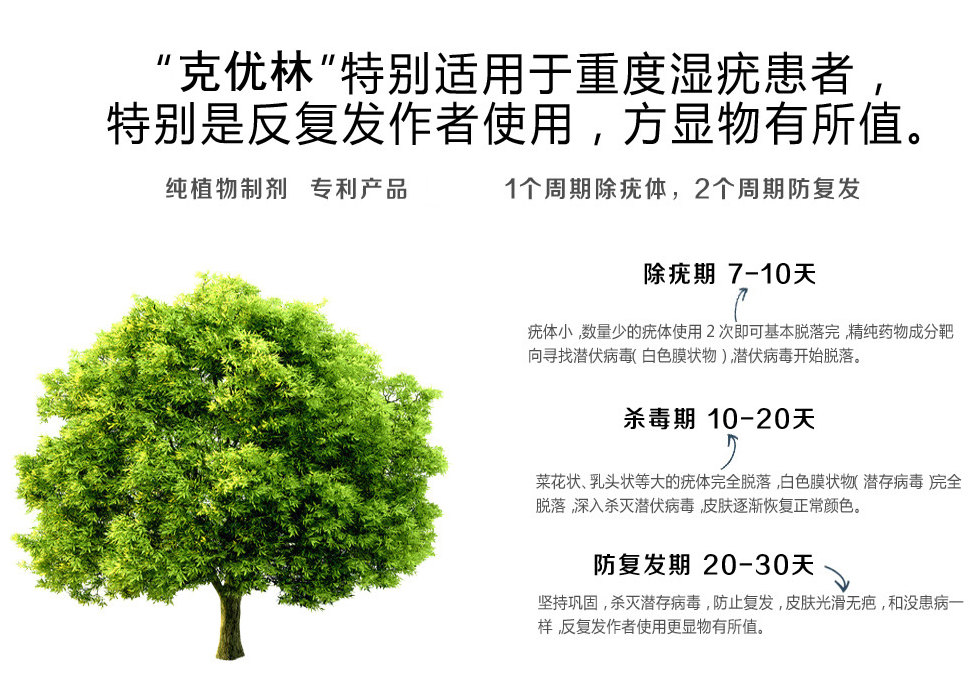 “克优林”特别适用于重度湿疣患者，
特别是反复发作者使用，方显物有所值。
纯植物制剂 专利产品
1个周期除疣体，2个周期防复发
除疣期 7-10天
疣体小,数量少的疣体使用2次即可基本脱落完,精纯药物成分靶
向寻找潜伏病毒(白色膜状物),潜伏病毒开始脱落。
杀毒期 10-20天
菜花状、乳头状等大的疣体完全脱落,白色膜状物(潜存病毒)完全
脱落,深入杀灭潜伏病毒,皮肤逐渐恢复正常颜色。
防复发期 20-30天
坚持巩固,杀灭潜存病毒,防止复发,皮肤光滑无疤,和没患病一
样,反复发作者使用更显物有所值。